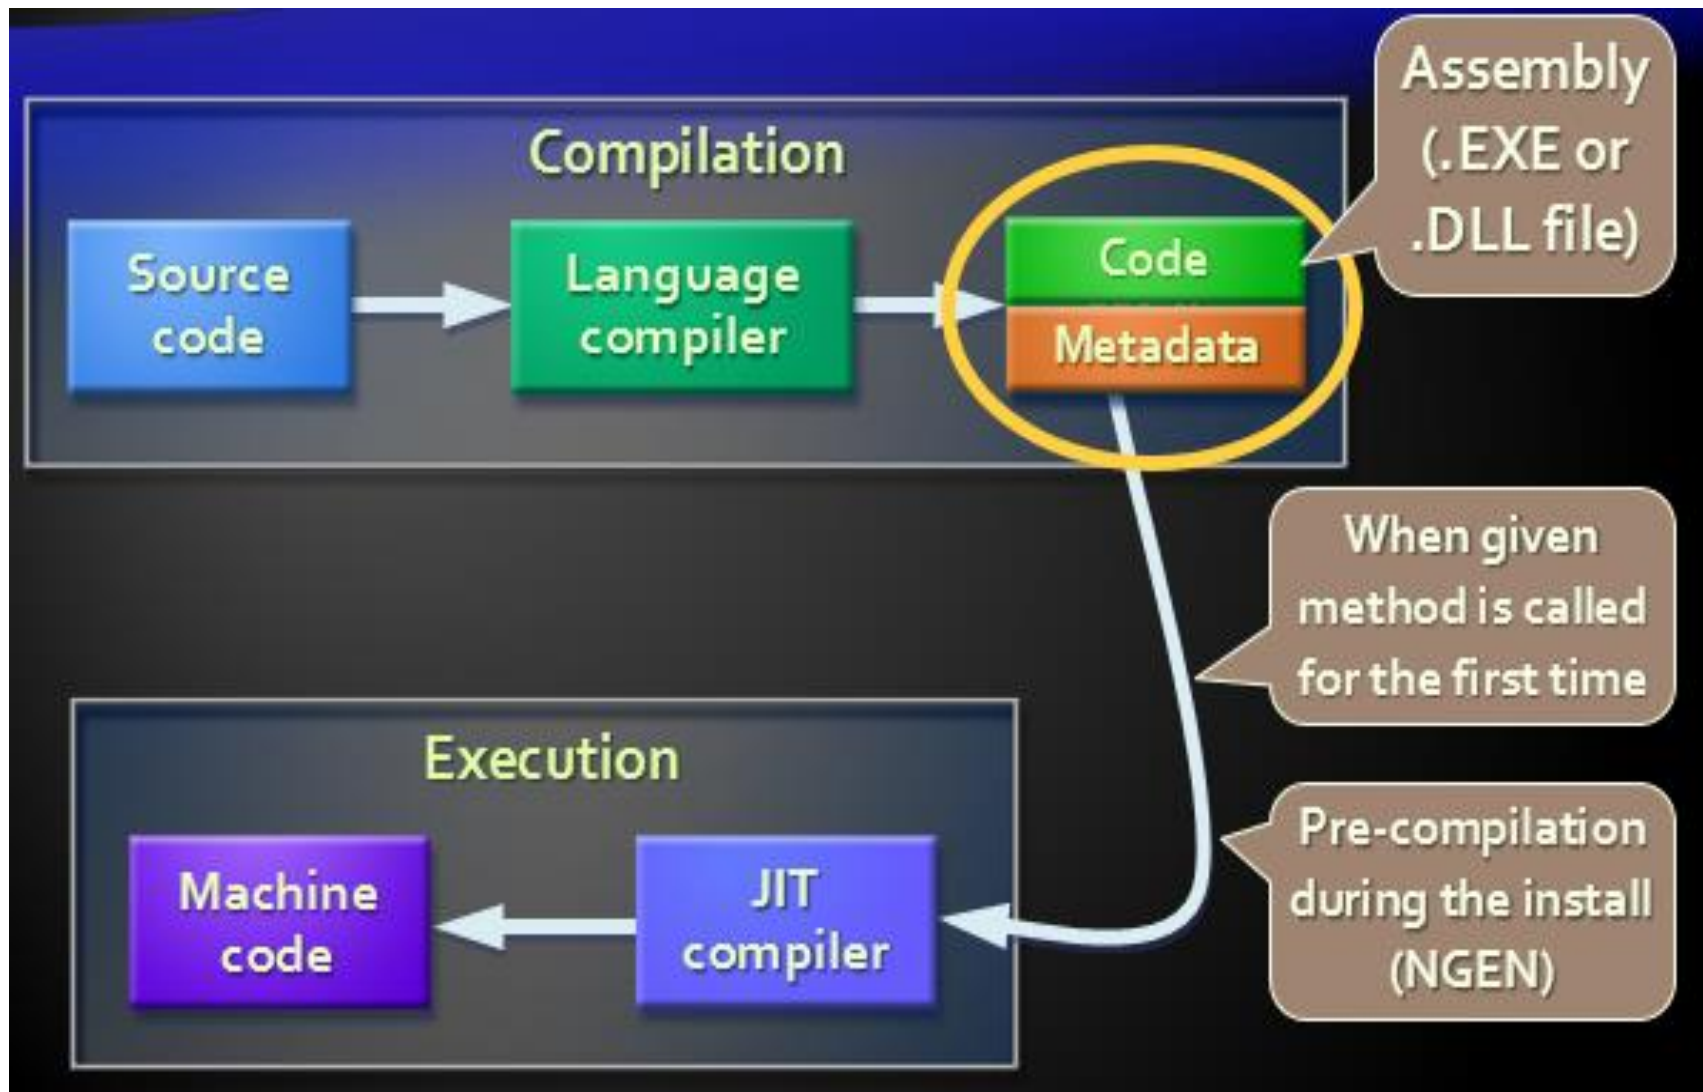 Compilation
Assembly
(.EXE or
.DLL file)
Source
code
Language
compiler
Code
Metadata
When given
method is called
for the first time
Execution
Machine
code
JIT
compiler
Pre-compilation
during the install
(NGEN)